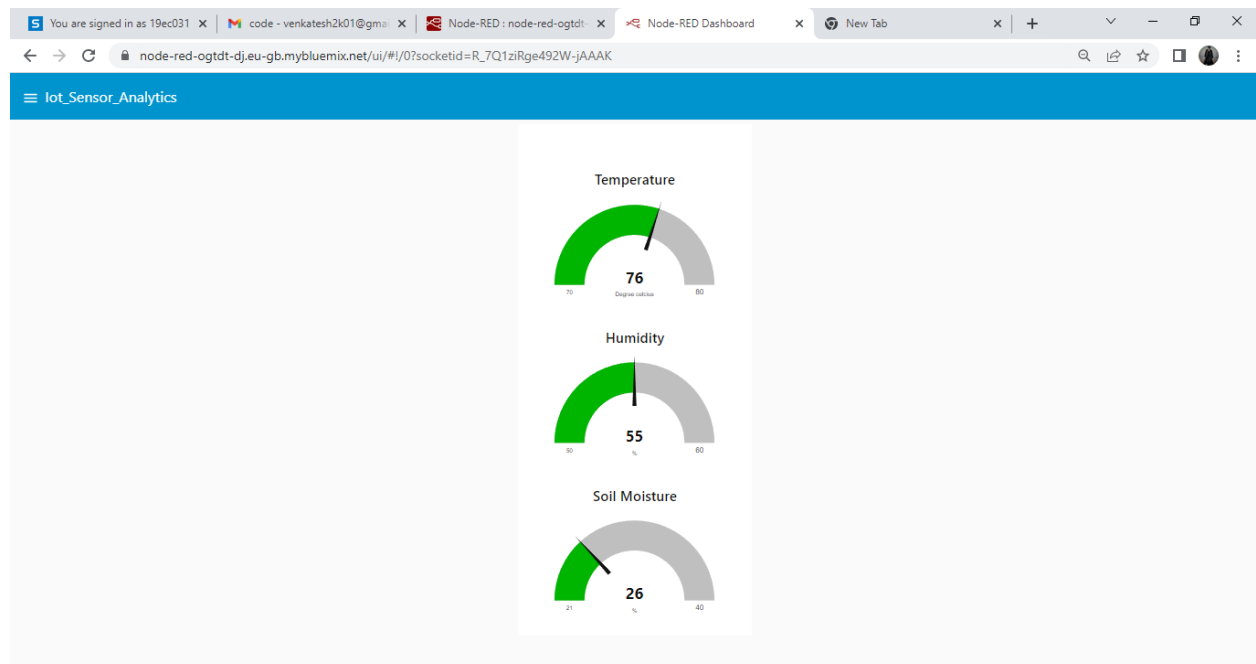 You are signed in as 19ec031
code - venkatesh2k01@gmai
Node-RED : node-red-ogtdt-
Node-RED Dashboard
New Tab
node-red-ogtdt-dj.eu-gb.mybluemix.net/ui/#!/0?socketid=R_7Q1ziRge492W-jAAAK
Iot_Sensor_Analytics
Temperature
76
70 Degree celcius 80
Humidity
55
50 % 60
Soil Moisture
26
21 % 40